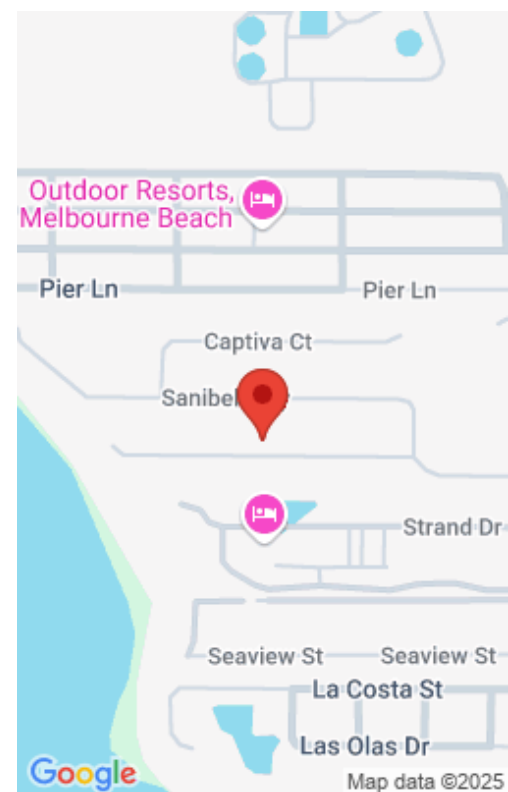 Outdoor Resorts,
Melbourne Beach
Pier Ln
Pier Ln
Captiva Ct
Sanibel
Strand Dr
Seaview St
Seaview St
La Costa St
Las Olas Dr
Google
Map data ©2025